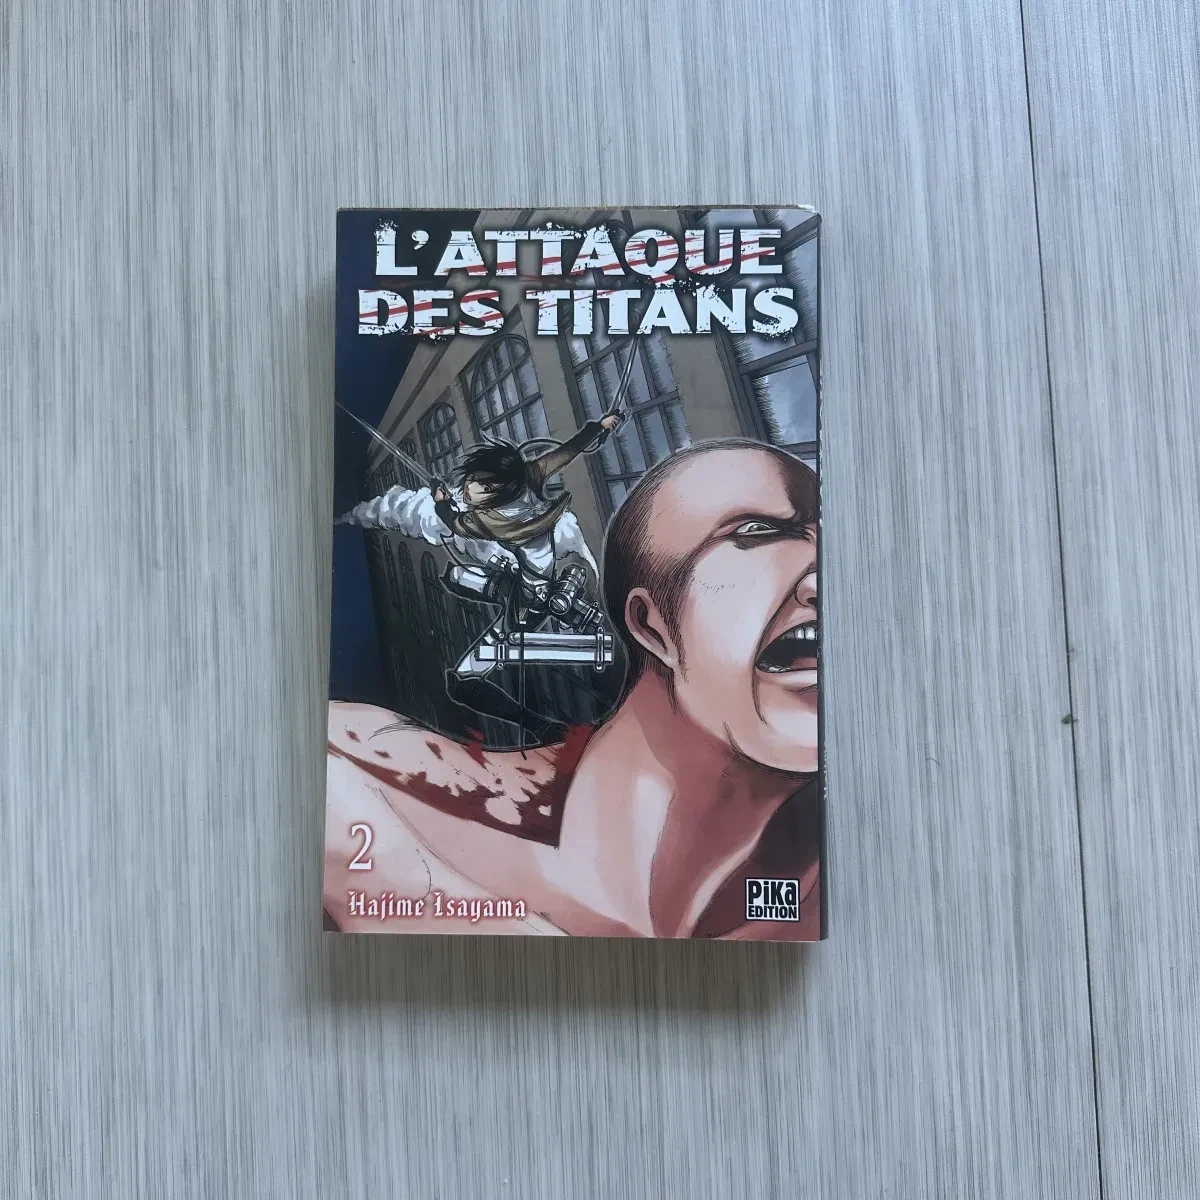 L'ATTAQUE
DES TITANS
2
Hajime Isayama
PiKa
EDITION